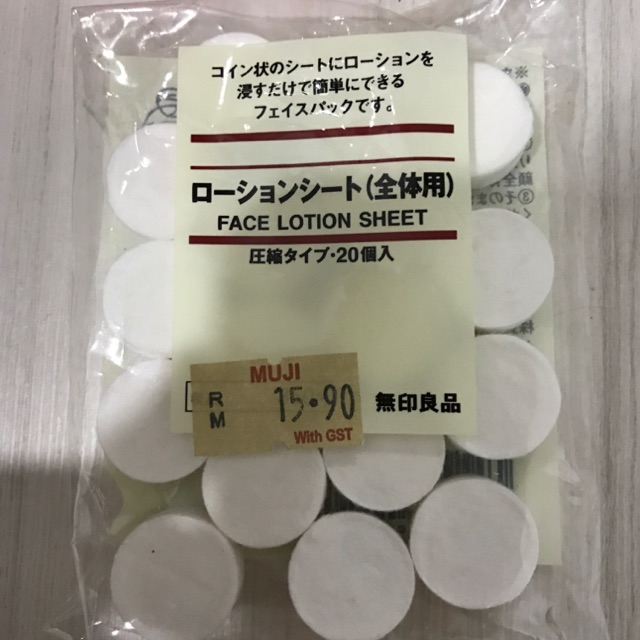 コイン状のシートにローションを
浸すだけで簡単にできる
フェイスパックです。
ローションシート(全体用)
FACE LOTION SHEET
圧縮タイプ・20個入
MUJI
RM 15.90
With GST
無印良品